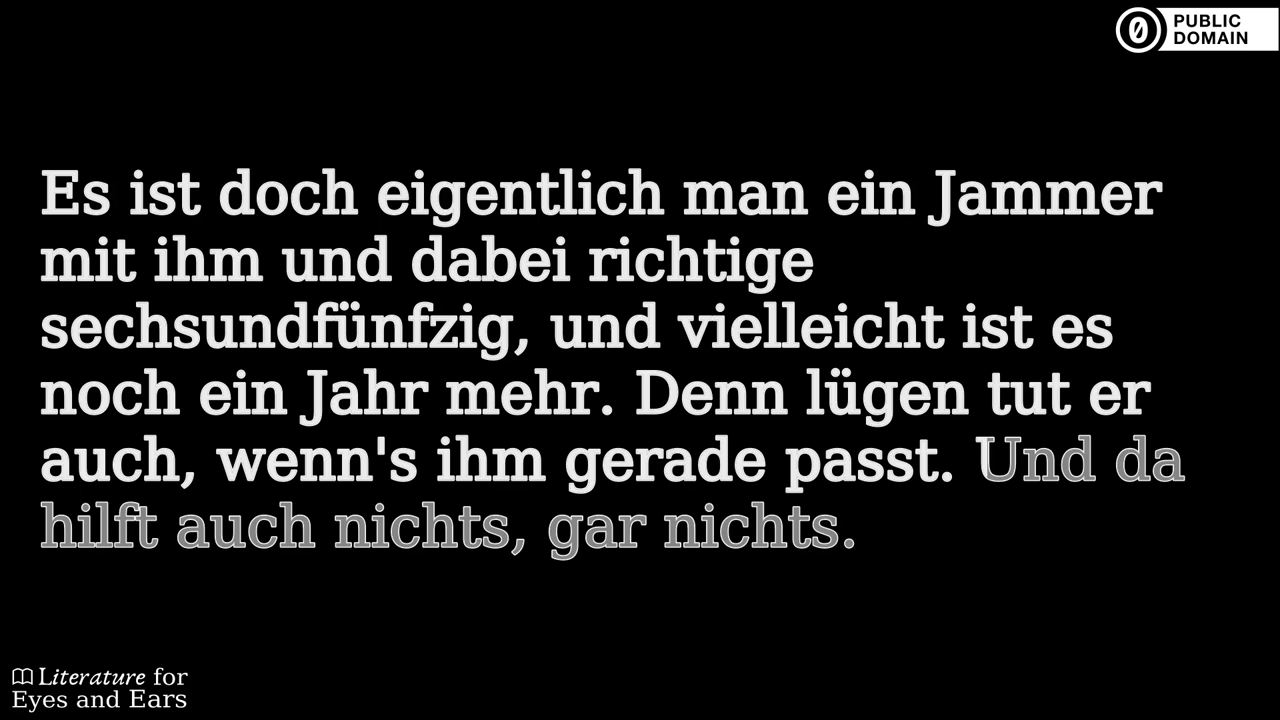 PUBLIC
DOMAIN
Es ist doch eigentlich man ein Jammer
mit ihm und dabei richtige
sechsundfünfzig, und vielleicht ist es
noch ein Jahr mehr. Denn lügen tut er
auch, wenn's ihm gerade passt. Und da
hilft auch nichts, gar nichts.
Literature for
Eyes and Ears